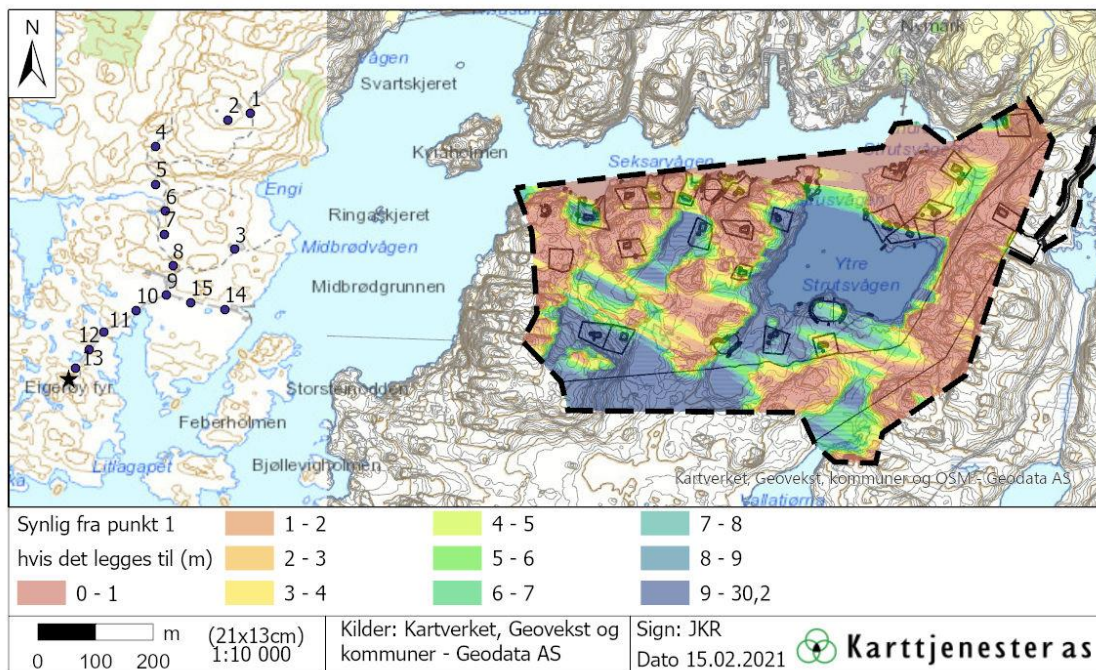 N
Nymark
Vågen
Svartskjeret
1
2
4
Kyraholmen
Seksarvågen
5
Engi
6
Ringaskjeret
7
3
Midbrødvågen
8
Ytre
Strutsvågen
9
Midbrødgrunnen
10
15
14
11
12
13
Eigerøy fyr
Storsteinodden
Feberholmen
Litlagapet
Bjøllevigholmen
Kartverket, Geovekst, kommuner og OSM - Geodata AS
Synlig fra punkt 1
hvis det legges til (m)
0 - 1
1 - 2
2 - 3
3 - 4
4 - 5
5 - 6
6 - 7
7 - 8
8 - 9
9 - 30,2
m
0 100 200
(21x13cm)
1:10 000
Kilder: Kartverket, Geovekst og
kommuner - Geodata AS
Sign: JKR
Dato 15.02.2021
Karttjenester as